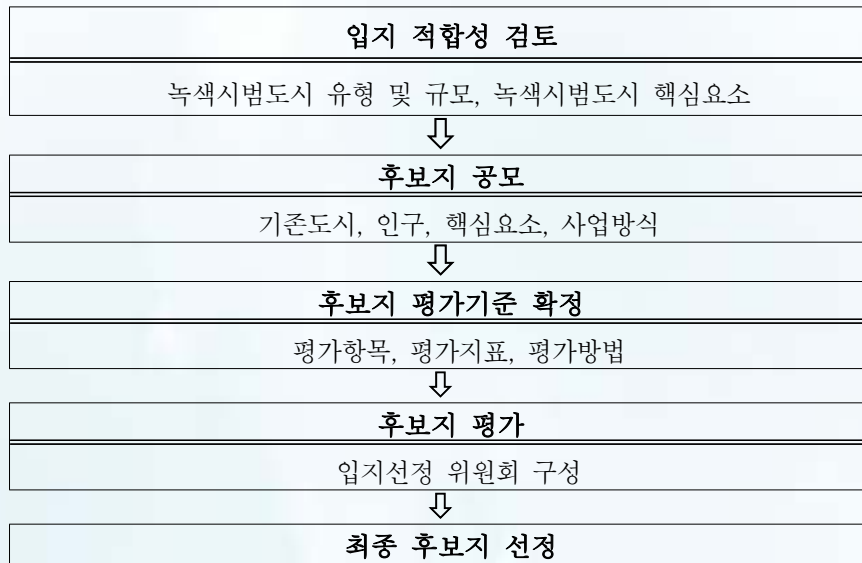 입지 적합성 검토
녹색시범도시 유형 및 규모, 녹색시범도시 핵심요소
후보지 공모
기존도시, 인구, 핵심요소, 사업방식
후보지 평가기준 확정
평가항목, 평가지표, 평가방법
후보지 평가
입지선정 위원회 구성
최종 후보지 선정